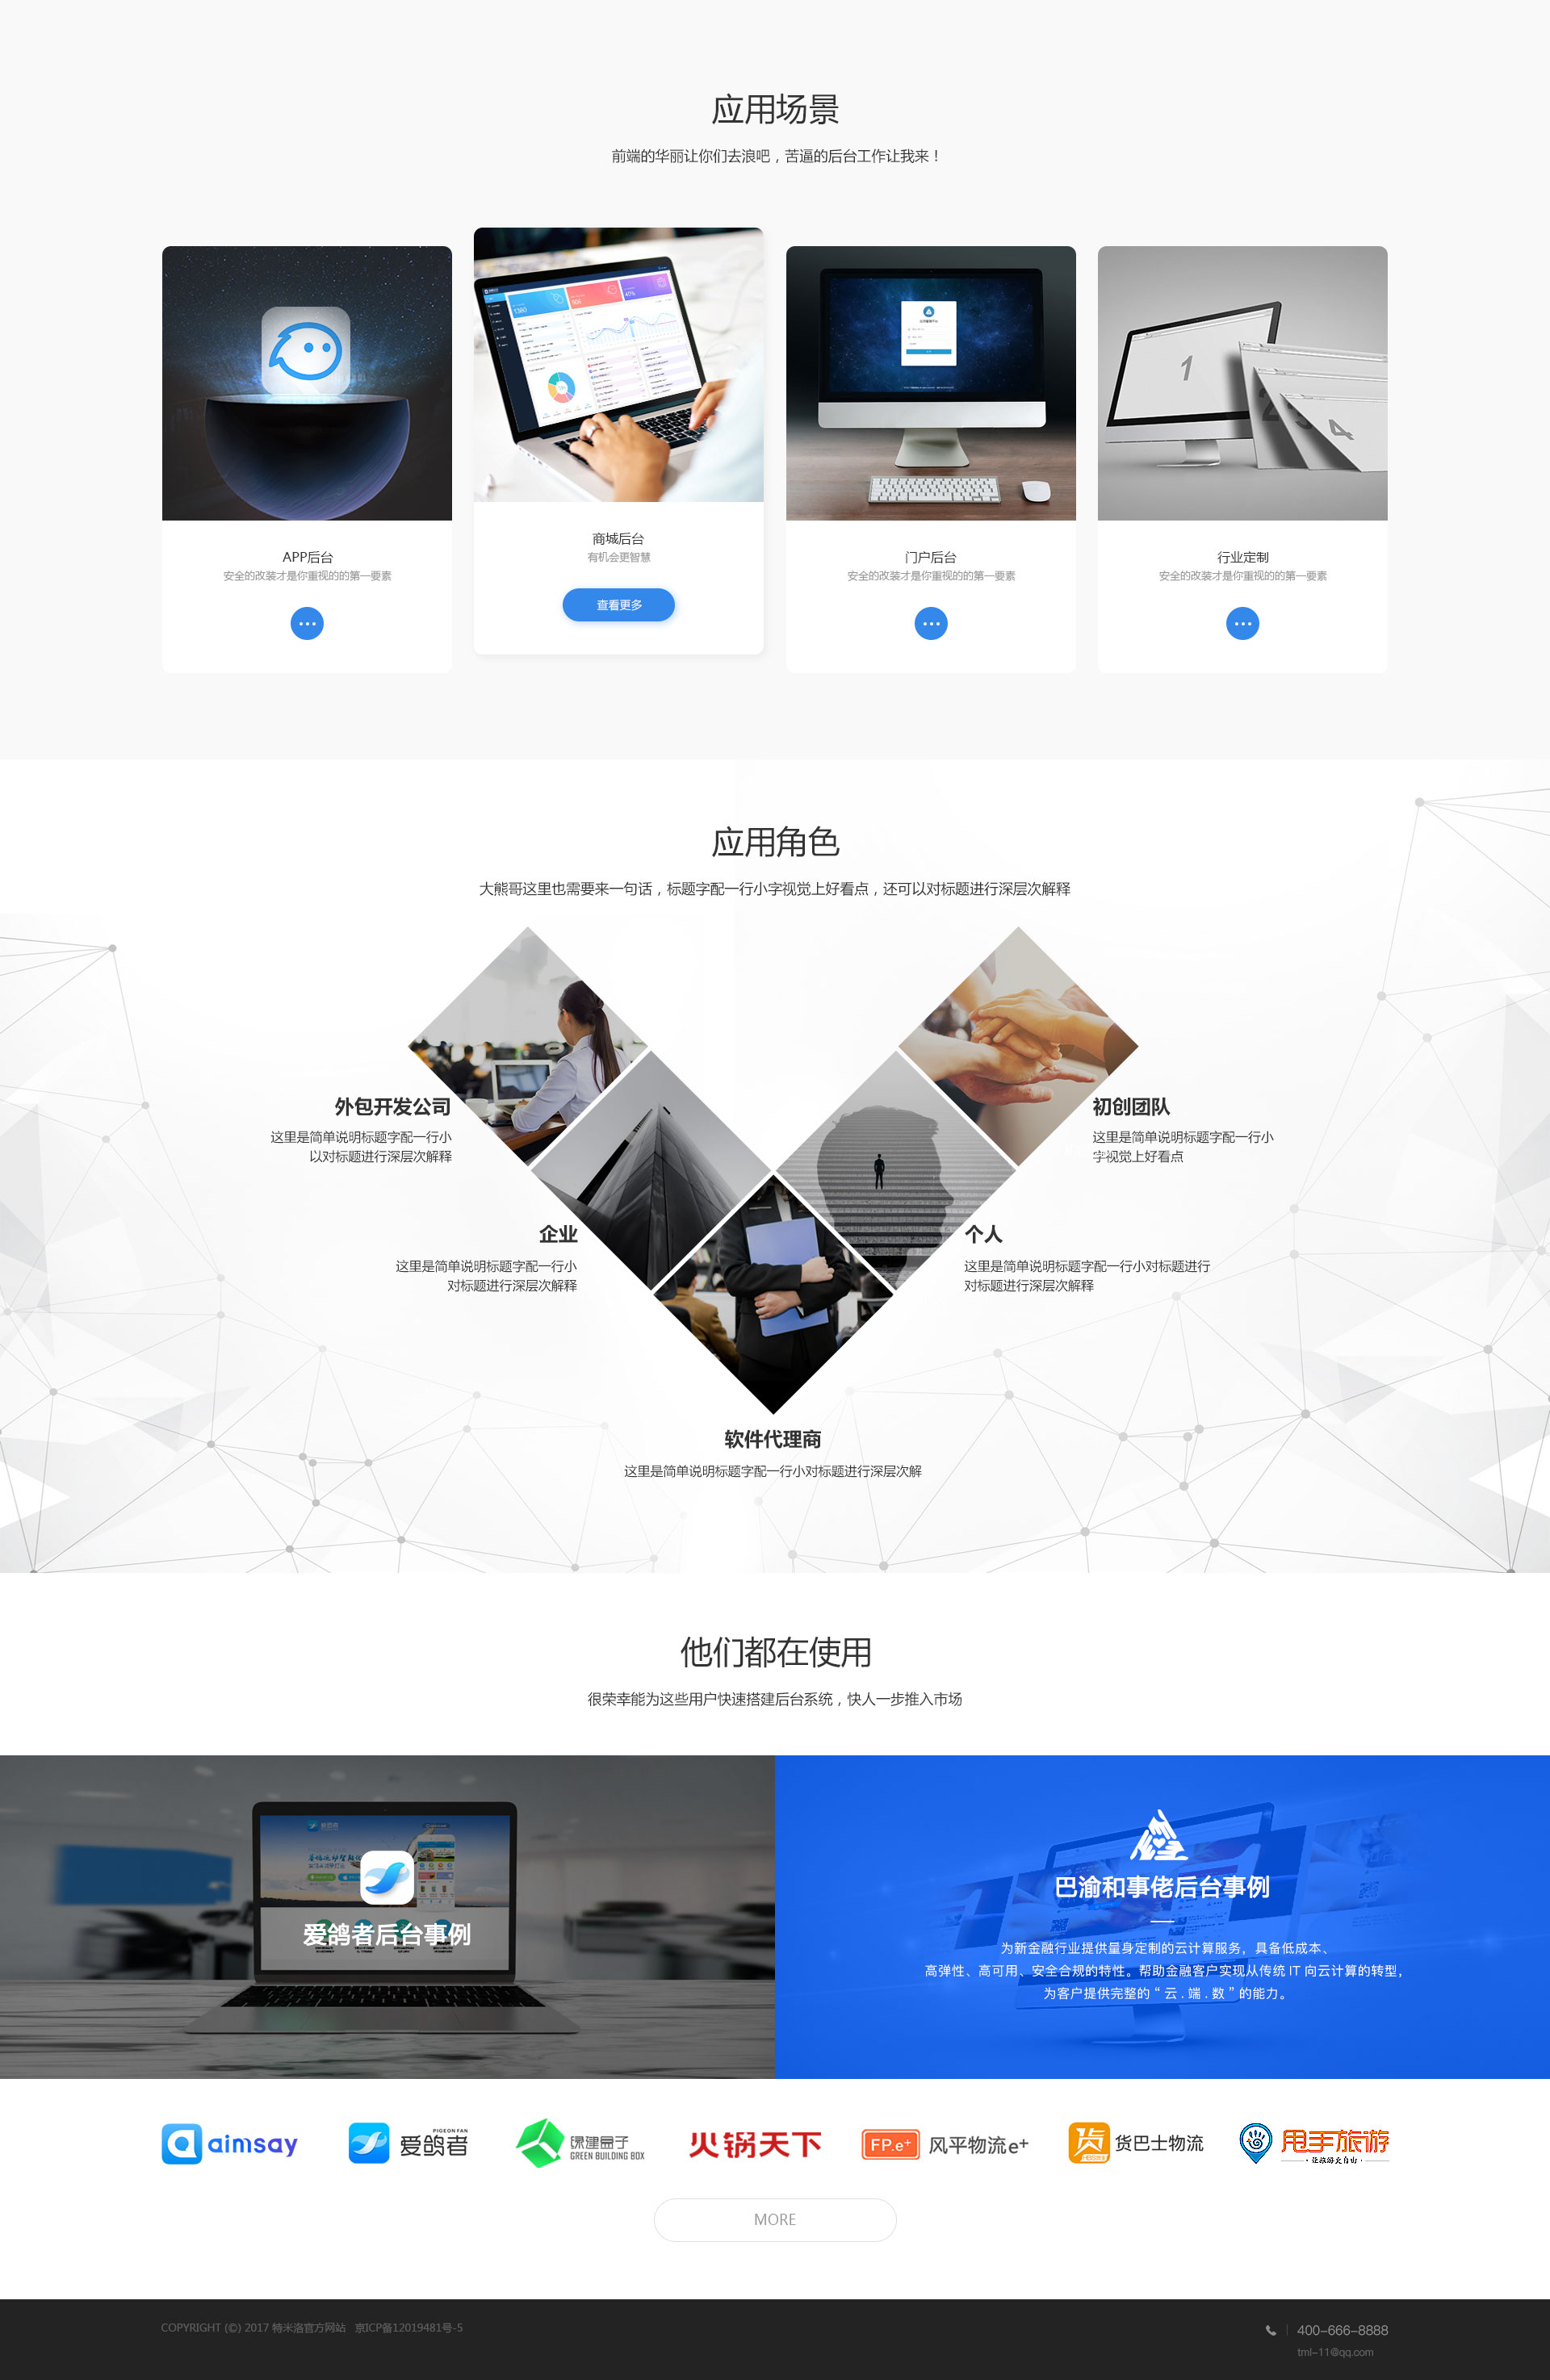 应用场景
前端的华丽让你们去浪吧，苦逼的后台工作让我来！
1
2
3
4
APP后台
安全的改装才是你重视的的第一要素
商城后台
有机会更智慧
查看更多
门户后台
安全的改装才是你重视的的第一要素
行业定制
安全的改装才是你重视的的第一要素
应用角色
大熊哥这里也需要来一句话，标题字配一行小字视觉上好看点，还可以对标题进行深层次解释
外包开发公司
这里是简单说明标题字配一行小
以对标题进行深层次解释
初创团队
这里是简单说明标题字配一行小
字视觉上好看点
企业
这里是简单说明标题字配一行小
对标题进行深层次解释
个人
这里是简单说明标题字配一行小对标题进行
对标题进行深层次解释
软件代理商
这里是简单说明标题字配一行小对标题进行深层次解
他们都在使用
很荣幸能为这些用户快速搭建后台系统，快人一步推入市场
爱鸽者后台事例
巴渝和事佬后台事例
为新金融行业提供量身定制的云计算服务，具备低成本、
高弹性、高可用、安全合规的特性。帮助金融客户实现从传统 IT 向云计算的转型，
为客户提供完整的 “ 云 . 端 . 数 ” 的能力。
aimsay
PIGEON FAN
爱鸽者
绿建盒子
GREEN BUILDING BOX
火锅天下
FP.e+
风平物流e+
货
货巴士物流
甩手旅游
·让旅游更自由·
MORE
COPYRIGHT (©) 2017 特米洛官方网站 京ICP备12019481号-5
400-666-8888
tml-11@qq.com